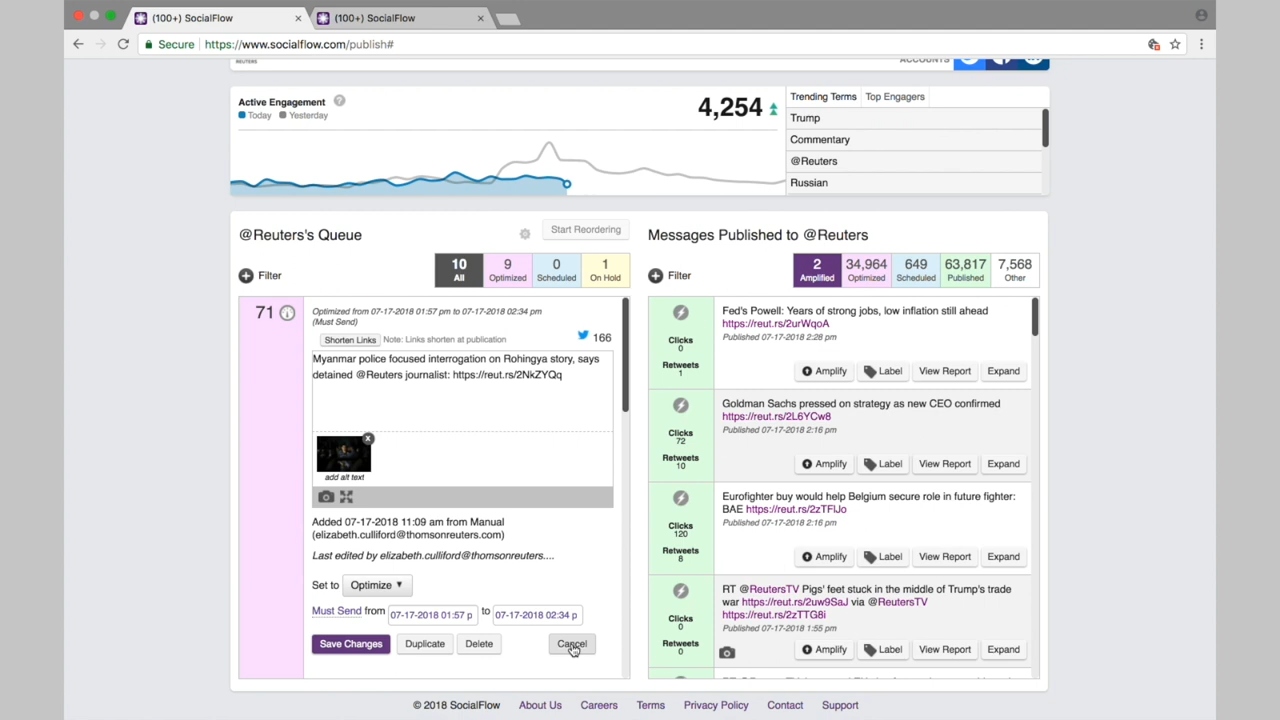 (100+) SocialFlow
(100+) SocialFlow
Secure https://www.socialflow.com/publish#
REUTERS
ACCOUNTS
Active Engagement ?
Today Yesterday
4,254
Trending Terms Top Engagers
Trump
Commentary
@Reuters
Russian
@Reuters's Queue
Start Reordering
Filter
10 All
9 Optimized
0 Scheduled
1 On Hold
71
Optimized from 07-17-2018 01:57 pm to 07-17-2018 02:34 pm
(Must Send)
Shorten Links Note: Links shorten at publication
166
Myanmar police focused interrogation on Rohingya story, says
detained @Reuters journalist: https://reut.rs/2NkZYQq
add alt text
Added 07-17-2018 11:09 am from Manual
(elizabeth.culliford@thomsonreuters.com)
Last edited by elizabeth.culliford@thomsonreuters....
Set to Optimize
Must Send from 07-17-2018 01:57 p to 07-17-2018 02:34 p
Save Changes Duplicate Delete Cancel
Messages Published to @Reuters
Filter
2 Amplified
34,964 Optimized
649 Scheduled
63,817 Published
7,568 Other
Clicks
0
Retweets
1
Fed's Powell: Years of strong jobs, low inflation still ahead
https://reut.rs/2urWqoA
Published 07-17-2018 2:28 pm
Amplify Label View Report Expand
Clicks
72
Retweets
10
Goldman Sachs pressed on strategy as new CEO confirmed
https://reut.rs/2L6YCw8
Published 07-17-2018 2:16 pm
Amplify Label View Report Expand
Clicks
120
Retweets
8
Eurofighter buy would help Belgium secure role in future fighter:
BAE https://reut.rs/2zTFlJo
Published 07-17-2018 2:16 pm
Amplify Label View Report Expand
Clicks
0
Retweets
0
RT @ReutersTV Pigs' feet stuck in the middle of Trump's trade
war https://reut.rs/2uw9SaJ via @ReutersTV
https://reut.rs/2zTTG8i
Published 07-17-2018 1:55 pm
Amplify Label View Report Expand
© 2018 SocialFlow About Us Careers Terms Privacy Policy Contact Support